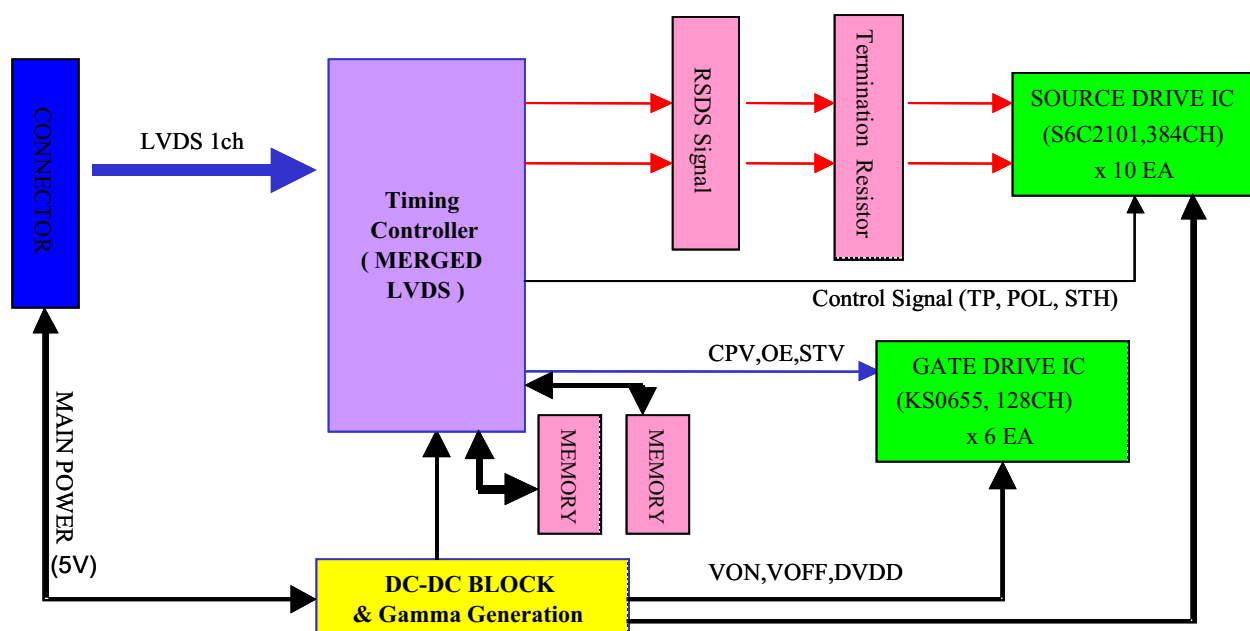 CONNECTOR
LVDS 1ch
Timing
Controller
( MERGED
LVDS )
RSDS Signal
Termination Resistor
SOURCE DRIVE IC
(S6C2101,384CH)
x 10 EA
Control Signal (TP, POL, STH)
CPV,OE,STV
GATE DRIVE IC
(KS0655, 128CH)
x 6 EA
MEMORY
MEMORY
MAIN POWER
(5V)
DC-DC BLOCK
& Gamma Generation
VON,VOFF,DVDD